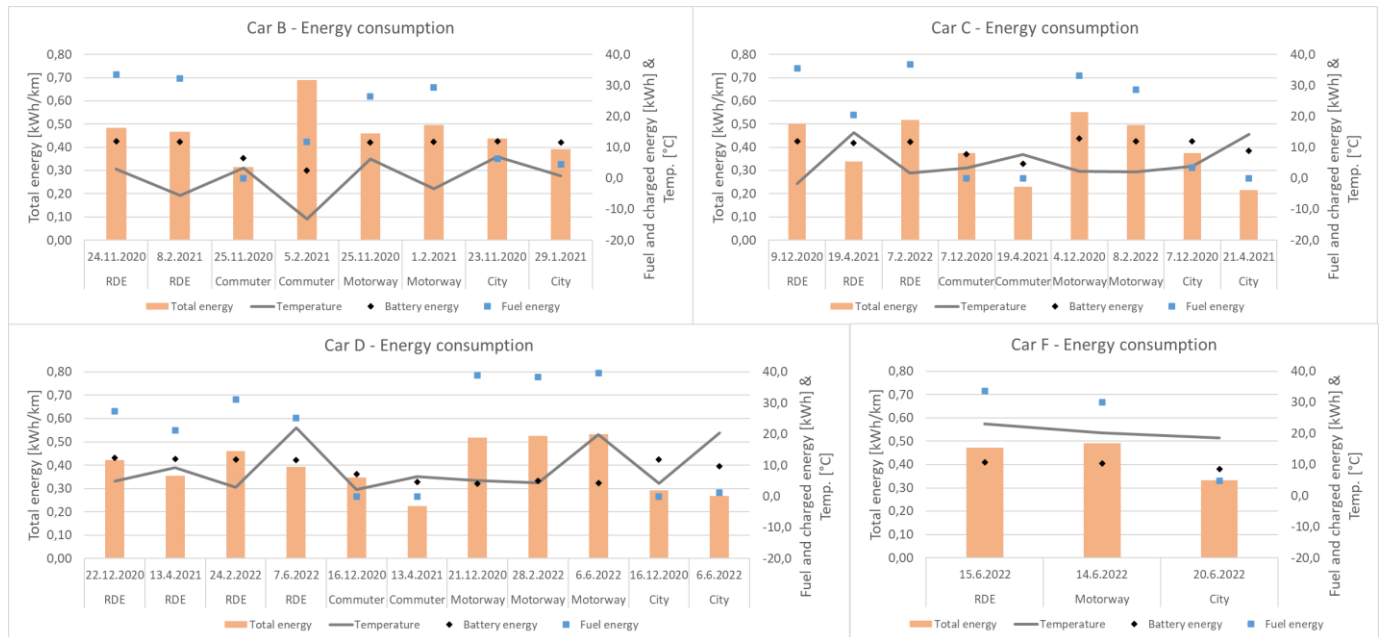 Car B - Energy consumption
Total energy [kWh/km]
0,80
0,70
0,60
0,50
0,40
0,30
0,20
0,10
0,00
40,0
30,0
20,0
10,0
0,0
-10,0
-20,0
Fuel and charged energy [kWh] &
Temp. [°C]
24.11.2020 8.2.2021 25.11.2020 5.2.2021 25.11.2020 1.2.2021 23.11.2020 29.1.2021
RDE RDE Commuter Commuter Motorway Motorway City City
Total energy Temperature Battery energy Fuel energy
Car C - Energy consumption
Total energy [kWh/km]
0,80
0,70
0,60
0,50
0,40
0,30
0,20
0,10
0,00
40,0
30,0
20,0
10,0
0,0
-10,0
-20,0
Fuel and charged energy [kWh] &
Temp. [°C]
9.12.2020 19.4.2021 7.2.2022 7.12.2020 19.4.2021 4.12.2020 8.2.2022 7.12.2020 21.4.2021
RDE RDE RDE Commuter Commuter Motorway Motorway City City
Total energy Temperature Battery energy Fuel energy
Car D - Energy consumption
Total energy [kWh/km]
0,80
0,70
0,60
0,50
0,40
0,30
0,20
0,10
0,00
40,0
30,0
20,0
10,0
0,0
-10,0
-20,0
Fuel and charged energy [kWh] &
Temp. [°C]
22.12.2020 13.4.2021 24.2.2022 7.6.2022 16.12.2020 13.4.2021 21.12.2020 28.2.2022 6.6.2022 16.12.2020 6.6.2022
RDE RDE RDE RDE Commuter Commuter Motorway Motorway Motorway City City
Total energy Temperature Battery energy Fuel energy
Car F - Energy consumption
Total energy [kWh/km]
0,80
0,70
0,60
0,50
0,40
0,30
0,20
0,10
0,00
40,0
30,0
20,0
10,0
0,0
-10,0
-20,0
Fuel and charged energy [kWh] &
Temp. [°C]
15.6.2022 14.6.2022 20.6.2022
RDE Motorway City
Total energy Temperature Battery energy Fuel energy